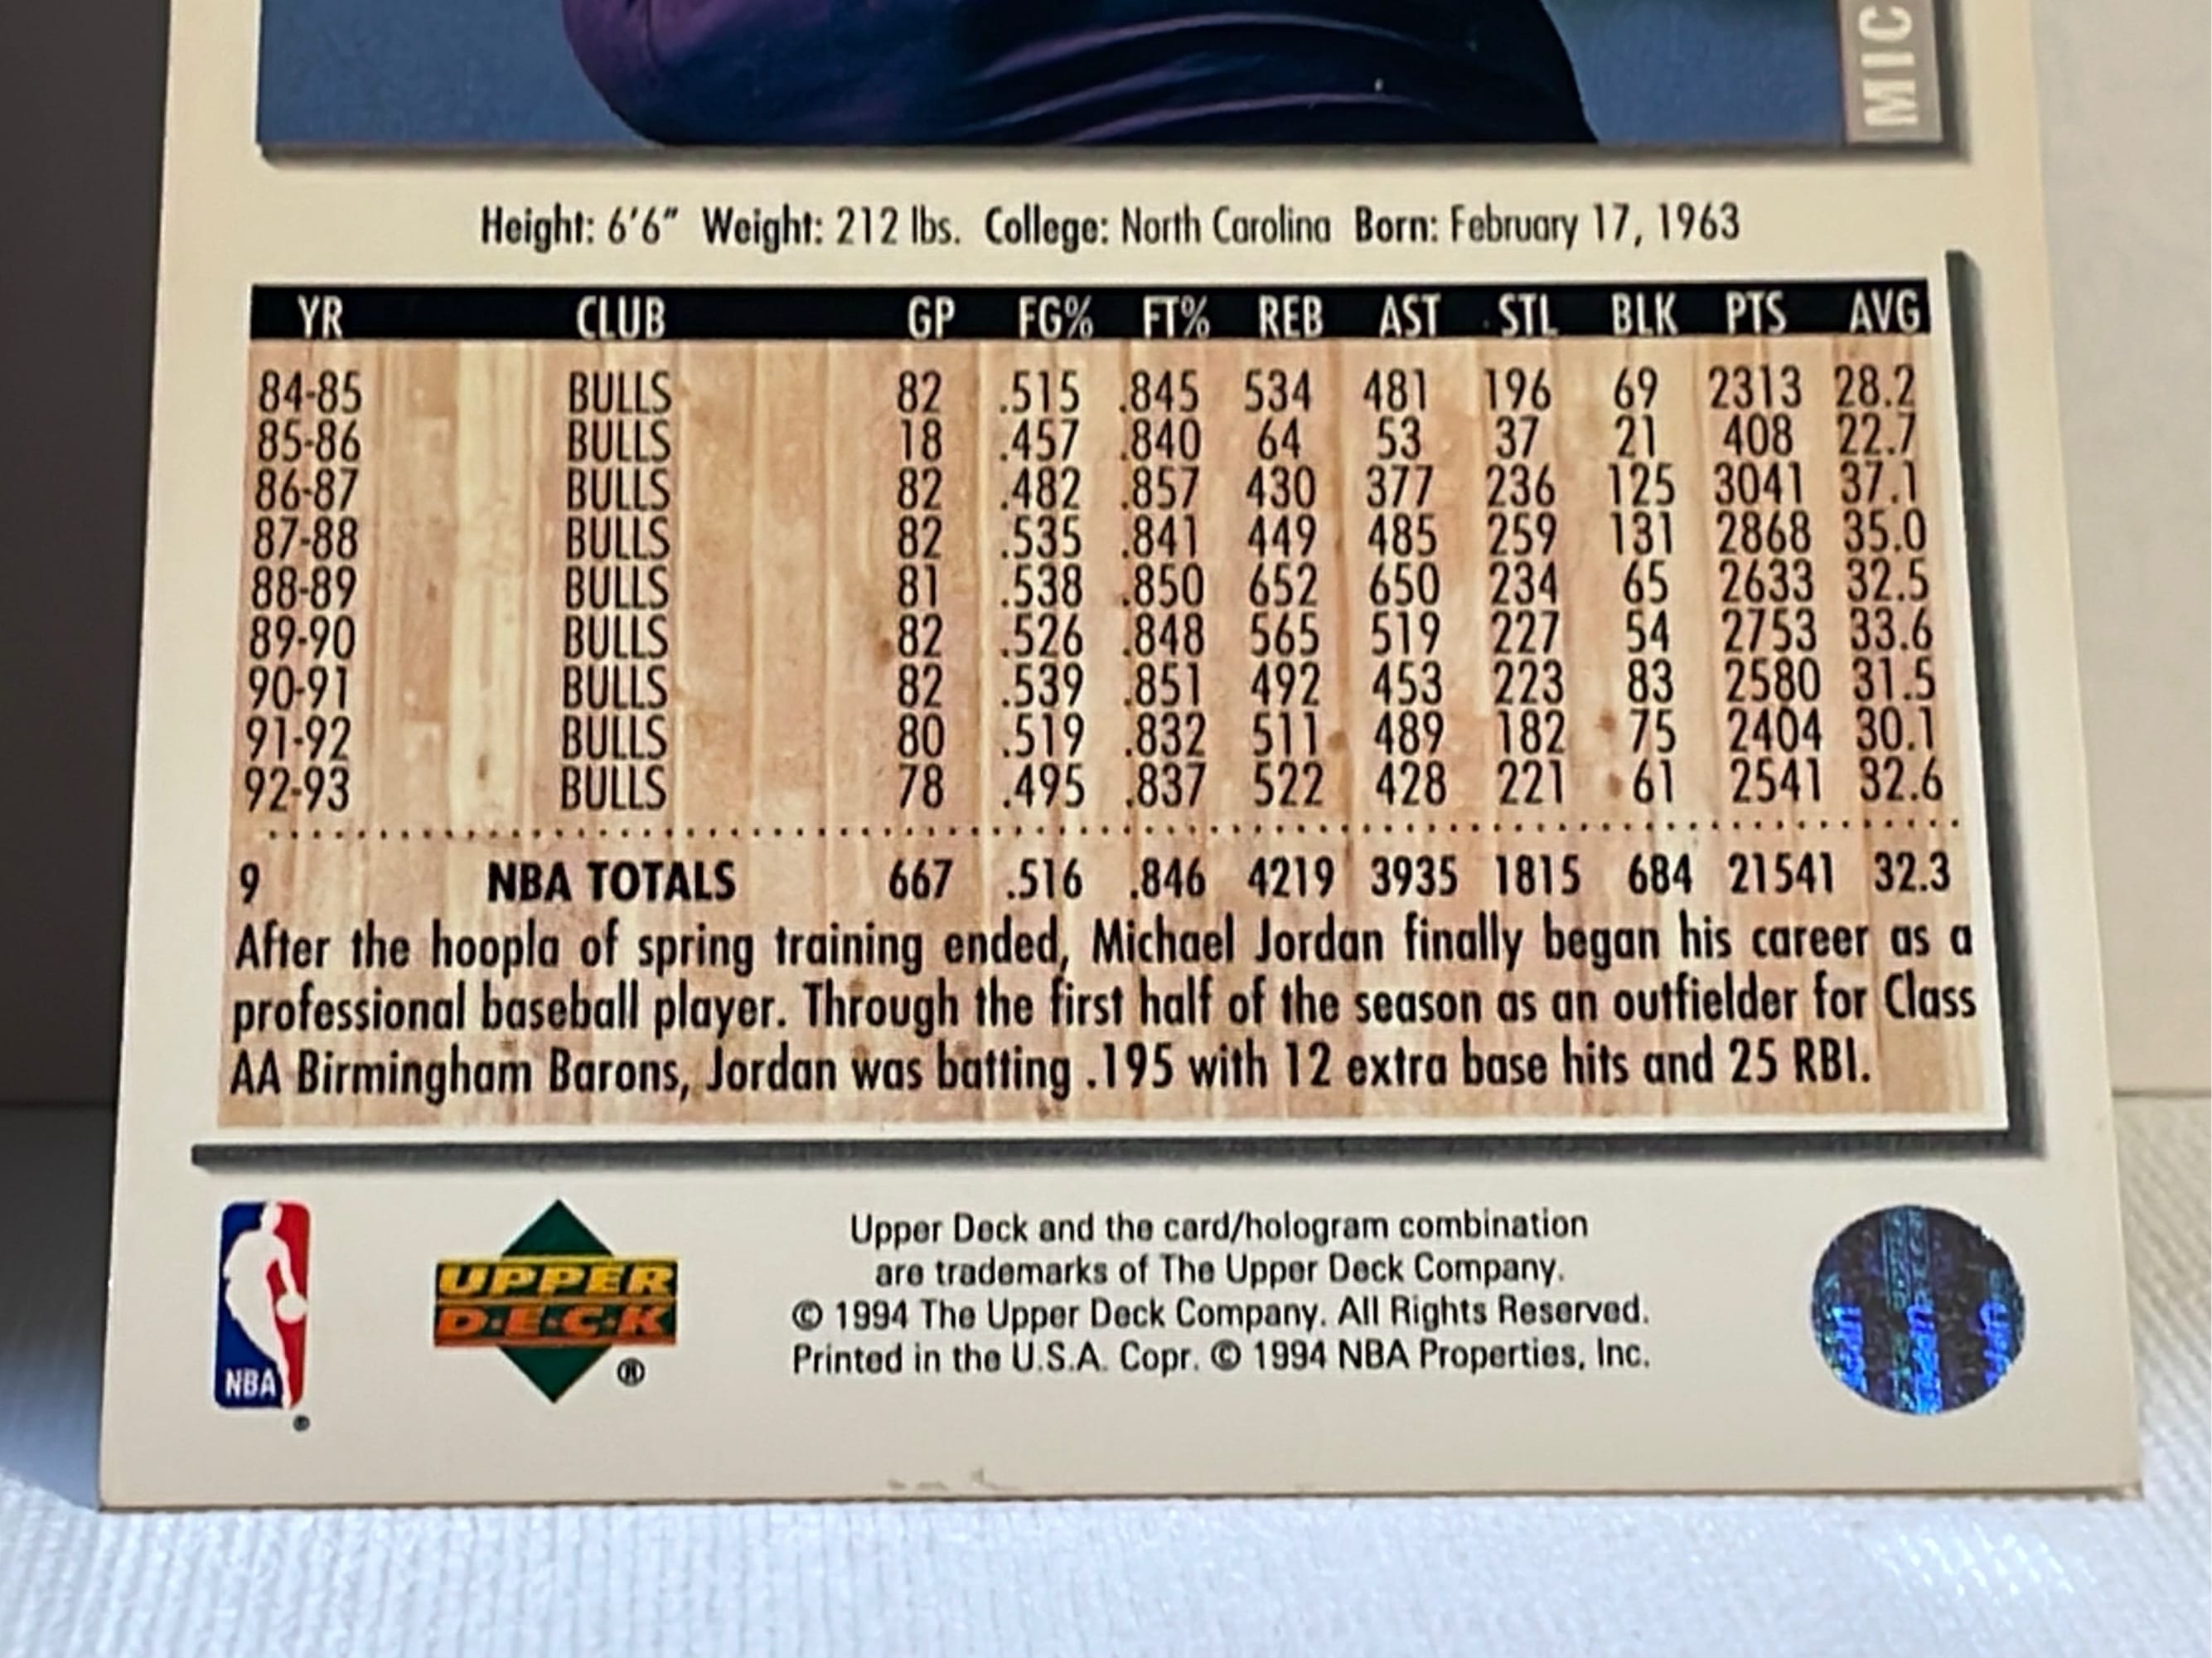 MIC
Height: 6'6" Weight: 212 lbs. College: North Carolina Born: February 17, 1963
YR CLUB GP FG% FT% REB AST STL BLK PTS AVG
84-85 BULLS 82 .515 .845 534 481 196 69 2313 28.2
85-86 BULLS 18 .457 .840 64 53 37 21 408 22.7
86-87 BULLS 82 .482 .857 430 377 236 125 3041 37.1
87-88 BULLS 82 .535 .841 449 485 259 131 2868 35.0
88-89 BULLS 81 .538 .850 652 650 234 65 2633 32.5
89-90 BULLS 82 .526 .848 565 519 227 54 2753 33.6
90-91 BULLS 82 .539 .851 492 453 223 83 2580 31.5
91-92 BULLS 80 .519 .832 511 489 182 75 2404 30.1
92-93 BULLS 78 .495 .837 522 428 221 61 2541 32.6
9 NBA TOTALS 667 .516 .846 4219 3935 1815 684 21541 32.3
After the hoopla of spring training ended, Michael Jordan finally began his career as a
professional baseball player. Through the first half of the season as an outfielder for Class
AA Birmingham Barons, Jordan was batting .195 with 12 extra base hits and 25 RBI.
NBA
®
UPPER
D·E·C·K
®
Upper Deck and the card/hologram combination
are trademarks of The Upper Deck Company.
© 1994 The Upper Deck Company. All Rights Reserved.
Printed in the U.S.A. Copr. © 1994 NBA Properties, Inc.